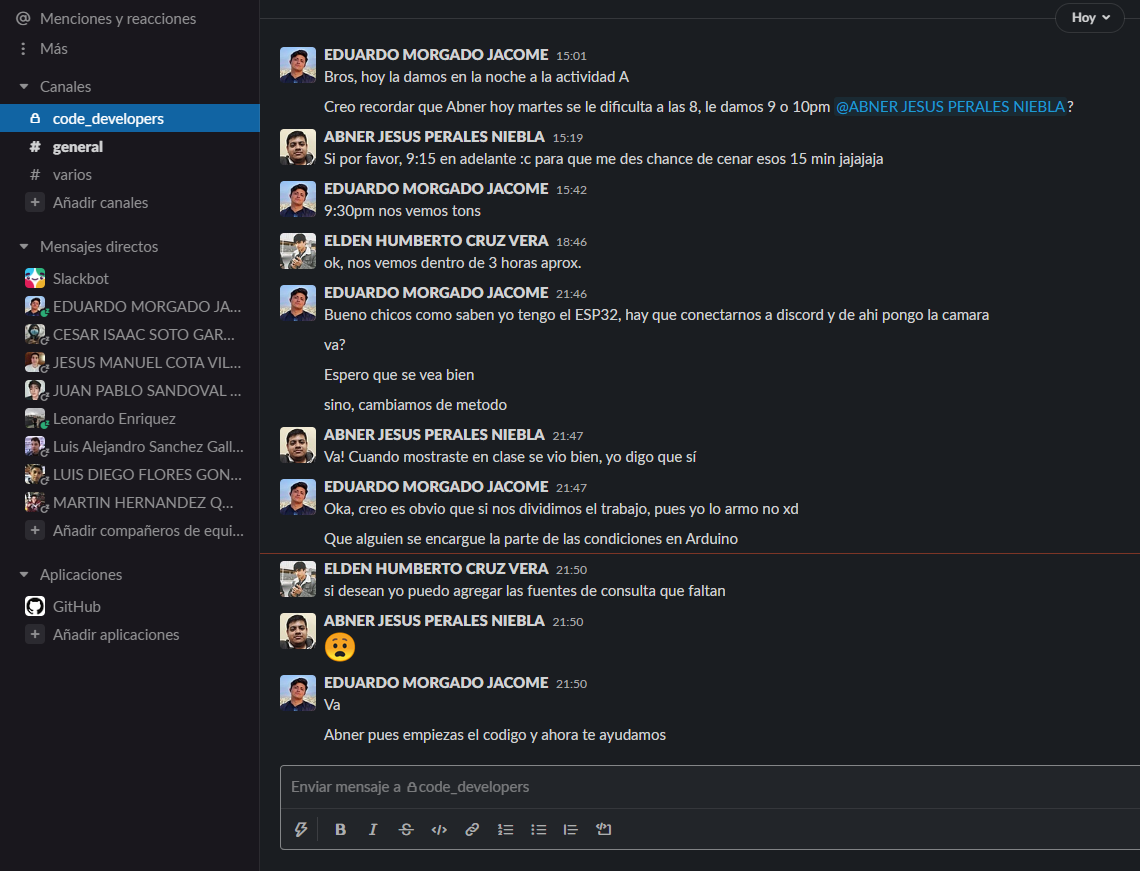 Menciones y reacciones
Más
Canales
code_developers
# general
# varios
+ Añadir canales
Mensajes directos
Slackbot
EDUARDO MORGADO JA...
CESAR ISAAC SOTO GAR...
JESUS MANUEL COTA VIL...
JUAN PABLO SANDOVAL ...
Leonardo Enriquez
Luis Alejandro Sanchez Gall...
LUIS DIEGO FLORES GON...
MARTIN HERNANDEZ Q...
+ Añadir compañeros de equi...
Aplicaciones
GitHub
+ Añadir aplicaciones
Hoy
EDUARDO MORGADO JACOME 15:01
Bros, hoy la damos en la noche a la actividad A
Creo recordar que Abner hoy martes se le dificulta a las 8, le damos 9 o 10pm @ABNER JESUS PERALES NIEBLA?
ABNER JESUS PERALES NIEBLA 15:19
Si por favor, 9:15 en adelante :c para que me des chance de cenar esos 15 min jajajaja
EDUARDO MORGADO JACOME 15:42
9:30pm nos vemos tons
ELDEN HUMBERTO CRUZ VERA 18:46
ok, nos vemos dentro de 3 horas aprox.
EDUARDO MORGADO JACOME 21:46
Bueno chicos como saben yo tengo el ESP32, hay que conectarnos a discord y de ahi pongo la camara
va?
Espero que se vea bien
sino, cambiamos de metodo
ABNER JESUS PERALES NIEBLA 21:47
Va! Cuando mostraste en clase se vio bien, yo digo que sí
EDUARDO MORGADO JACOME 21:47
Oka, creo es obvio que si nos dividimos el trabajo, pues yo lo armo no xd
Que alguien se encargue la parte de las condiciones en Arduino
ELDEN HUMBERTO CRUZ VERA 21:50
si desean yo puedo agregar las fuentes de consulta que faltan
ABNER JESUS PERALES NIEBLA 21:50
EDUARDO MORGADO JACOME 21:50
Va
Abner pues empiezas el codigo y ahora te ayudamos
Enviar mensaje a code_developers
B I S </>